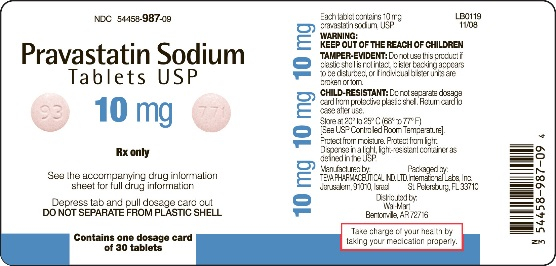 NDC 54458-987-09
Pravastatin Sodium
Tablets USP
93
10 mg
771
Rx only
See the accompanying drug information
sheet for full drug information
Depress tab and pull dosage card out
DO NOT SEPARATE FROM PLASTIC SHELL
Contains one dosage card
of 30 tablets
10 mg 10 mg 10 mg
Each tablet contains 10 mg
pravastatin sodium, USP
LB0119
11/08
WARNING:
KEEP OUT OF THE REACH OF CHILDREN
TAMPER-EVIDENT: Do not use this product if
plastic shell is not intact, blister backing appears
to be disturbed, or if individual blister units are
broken or torn.
CHILD-RESISTANT: Do not separate dosage
card from protective plastic shell. Return card to
case after use.
Store at 20° to 25° C (68° to 77° F)
[See USP Controlled Room Temperature].
Protect from moisture. Protect from light.
Dispense in a tight, light-resistant container as
defined in the USP.
Manufactured by:
TEVA PHARMACEUTICAL IND. LTD.
Jerusalem, 91010, Israel
Packaged by:
International Labs, Inc.
St. Petersburg, FL 33710
Distributed by:
Wal-Mart
Bentonville, AR 72716
Take charge of your health by
taking your medication properly.
N3 54458-987-09 4